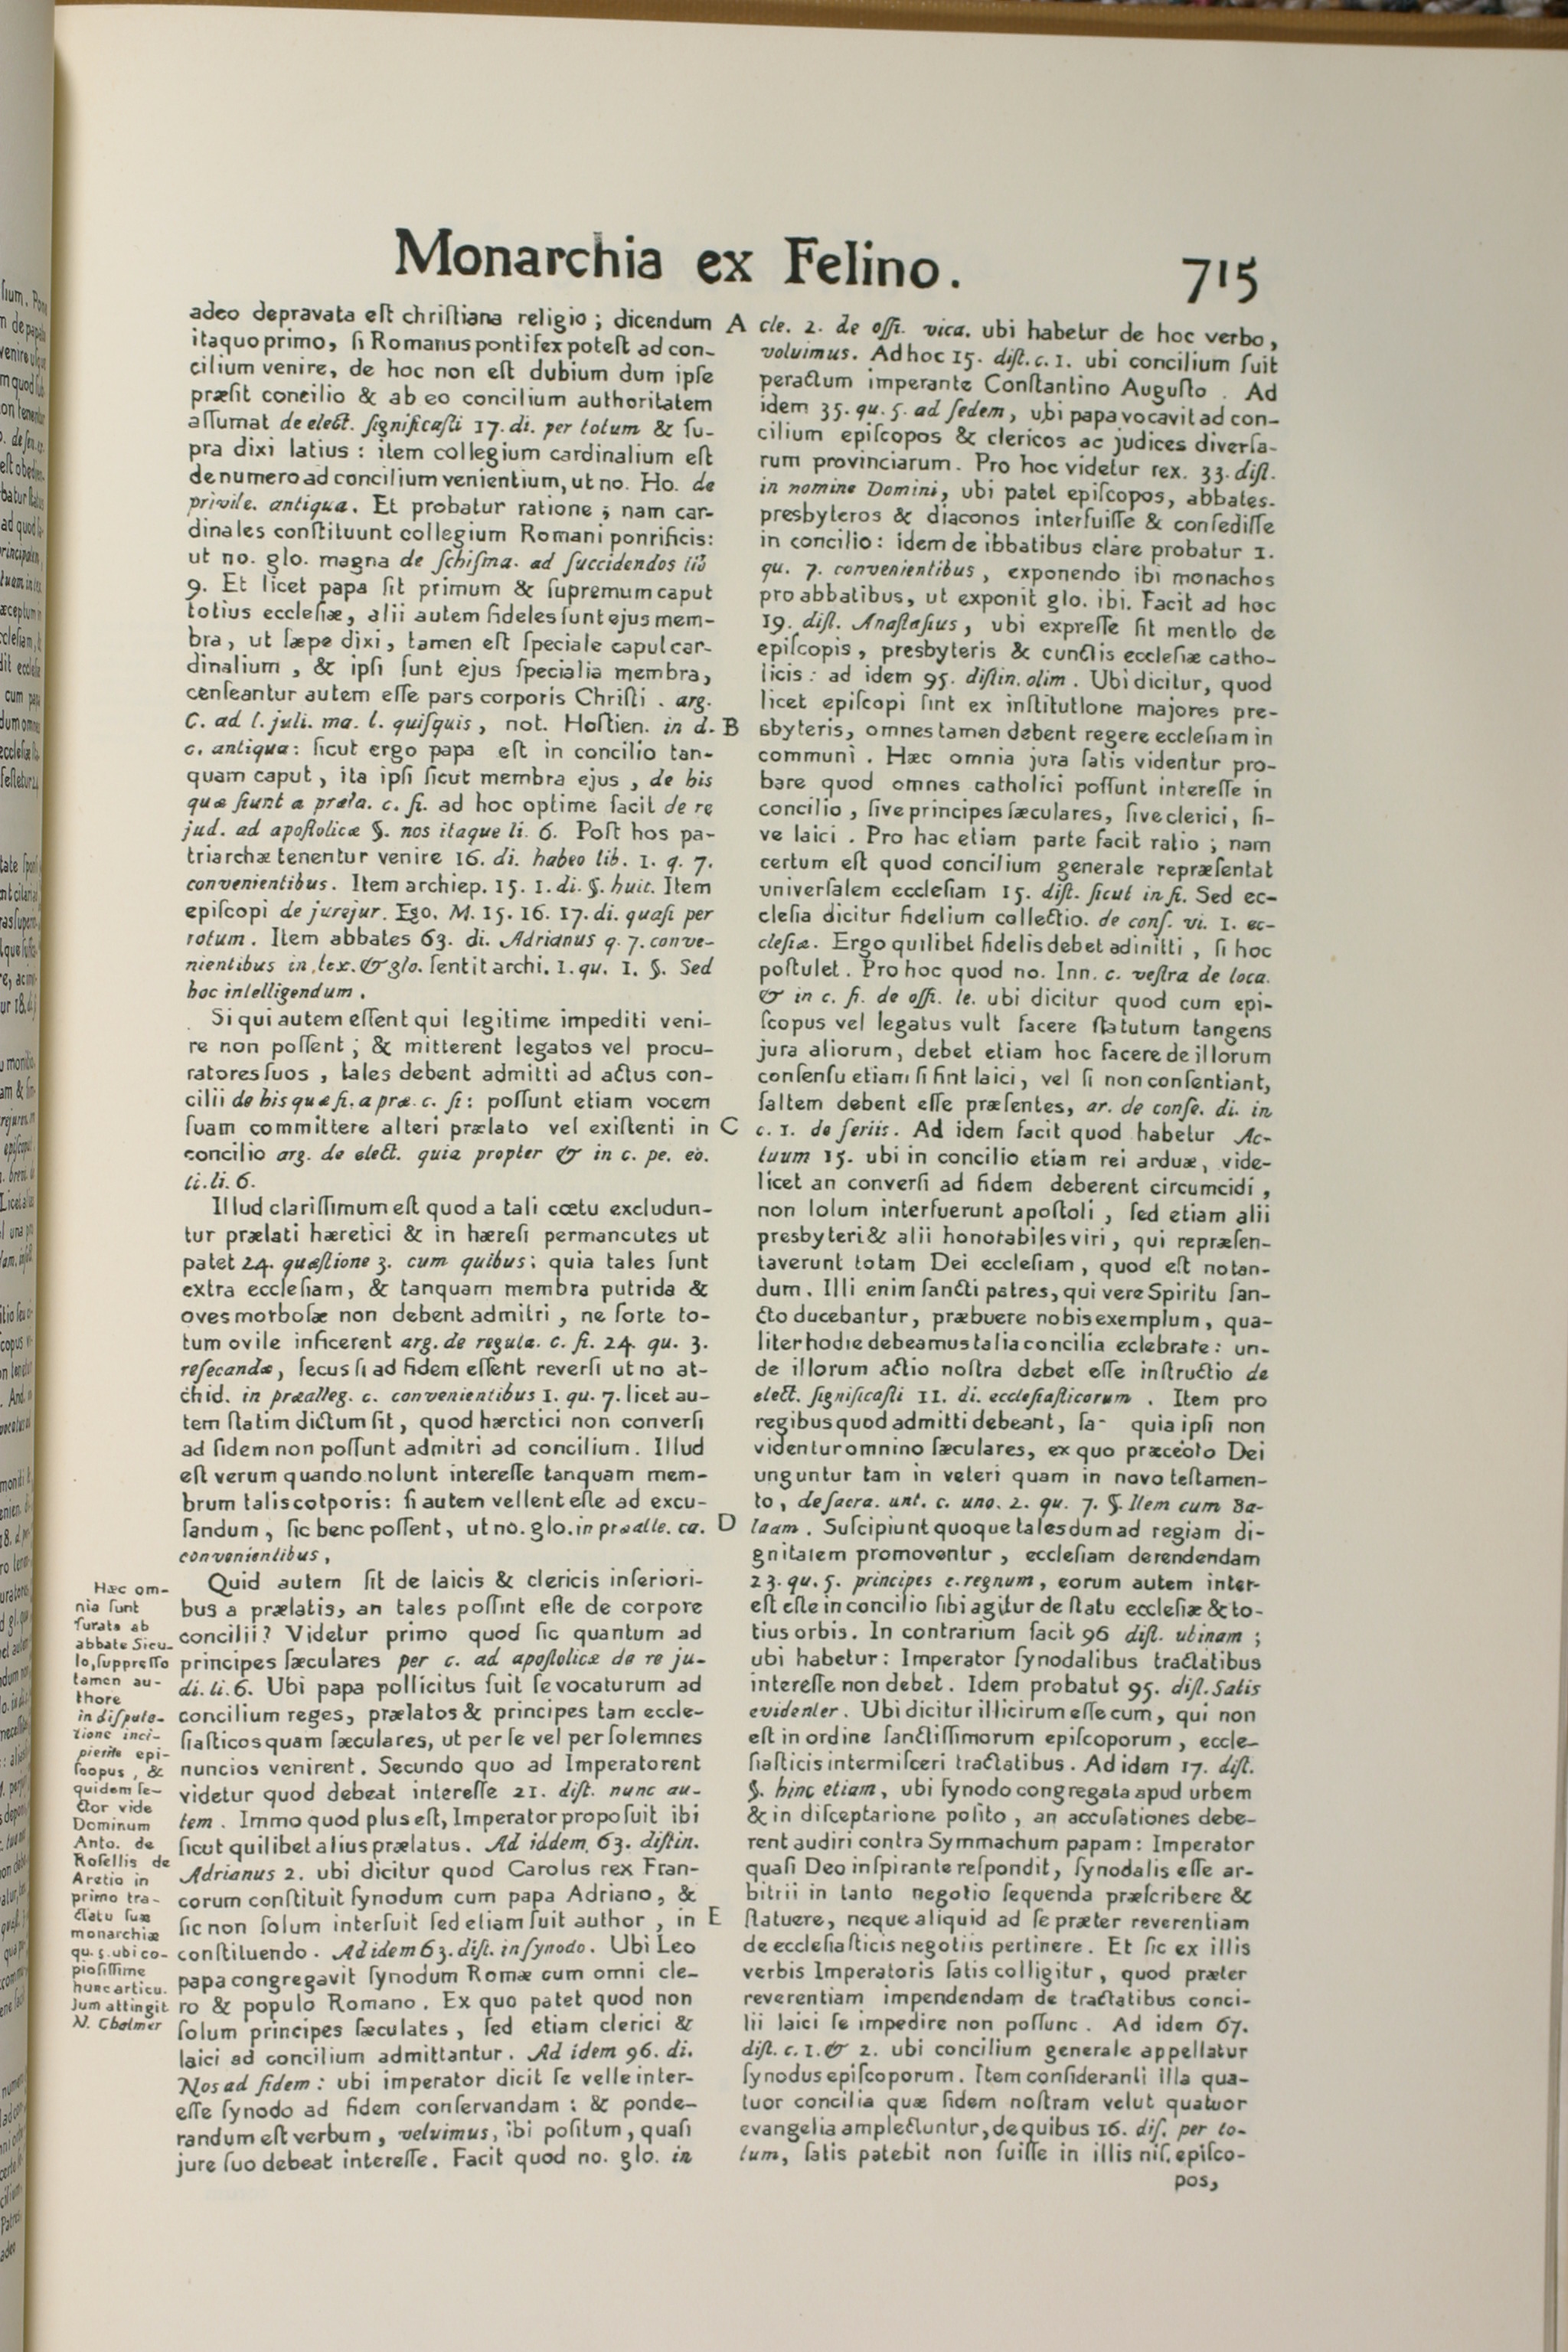 Monarchia ex Felino.
715
adeo depravata eſt chriſtiana religio ; dicendum
itaquo primo, ſi Romanus pontifex poteſt ad con-
cilium venire, de hoc non eſt dubium dum ipſe
præſit coneilio & ab eo concilium authoritatem
aſſumat de elect. ſignificaſti 17. di. per totum & ſu-
pra dixi latius : item collegium cardinalium eſt
de numero ad concilium venientium, ut no. Ho. de
privile. antiqua. Et probatur ratione ; nam car-
dinales conſtituunt collegium Romani ponrificis:
ut no. glo. magna de ſchiſma. ad ſuccidendos lib
9. Et licet papa ſit primum & ſupremum caput
totius eccleſiæ, alii autem fideles ſunt ejus mem-
bra, ut ſæpe dixi, tamen eſt ſpeciale caput car-
dinalium, & ipſi ſunt ejus ſpecialia membra,
cenſeantur autem eſſe pars corporis Chriſti . arg.
C. ad l. juli. ma. l. quiſquis, not. Hoſtien. in d.
c. antiqua: ſicut ergo papa eſt in concilio tan-
quam caput, ita ipſi ſicut membra ejus, de bis
quæ fiunt a præla. c. fi. ad hoc optime facit de re
jud. ad apoſtolicæ §. nos itaque li. 6. Poſt hos pa-
triarchæ tenentur venire 16. di. habeo lib. 1. q. 7.
convenientibus. Item archiep. 15. 1. di. §. huic. Item
epiſcopi de jurejur. Ego. M. 15. 16. 17. di. quaſi per
rotum. Item abbates 63. di. Adrianus q. 7. conve-
nientibus in tex. & glo. ſentit archi. 1. qu. 1. §. Sed
hoc intelligendum.
Si qui autem eſſent qui legitime impediti veni-
re non poſſent ; & mitterent legatos vel procu-
ratores ſuos, tales debent admitti ad actus con-
cilii de bis quæ fi. a præ. c. fi: poſſunt etiam vocem
ſuam committere alteri prælato vel exiſtenti in
concilio arg. de elect. quia propter & in c. pe. eo.
ti. li. 6.
Illud clariſſimum eſt quod a tali cœtu excludun-
tur prælati hæretici & in hæreſi permancutes ut
patet 24. quæſtione 3. cum quibus: quia tales ſunt
extra eccleſiam, & tanquam membra putrida &
oves morboſæ non debent admitri, ne forte to-
tum ovile inficerent arg. de regula. c. fi. 24. qu. 3.
reſecandæ, ſecus ſi ad fidem eſſent reverſi ut no at-
chid. in præalleg. c. convenientibus 1. qu. 7. licet au-
tem ſtatim dictum ſit, quod hærctici non converſi
ad fidem non poſſunt admitri ad concilium. Illud
eſt verum quando nolunt intereſſe tanquam mem-
brum talis cotporis: ſi autem vellent eſſe ad excu-
ſandum, ſic benc poſſent, ut no. glo. in præalle. ca.
convenientibus,
Quid autem ſit de laicis & clericis inferiori-
bus a prælatis, an tales poſſint eſſe de corpore
concilii? Videtur primo quod ſic quantum ad
principes ſæculares per c. ad apoſtolicæ de re ju-
di. li. 6. Ubi papa pollicitus fuit ſe vocaturum ad
concilium reges, prælatos & principes tam eccle-
ſiaſticos quam ſæculares, ut per ſe vel per ſolemnes
nuncios venirent. Secundo quo ad Imperatorent
videtur quod debeat intereſſe 21. diſt. nunc au-
tem. Immo quod plus eſt, Imperator propoſuit ibi
ſicut quilibet alius prælatus. Ad iddem. 63. diſtin.
Adrianus 2. ubi dicitur quod Carolus rex Fran-
corum conſtituit ſynodum cum papa Adriano, &
ſic non ſolum interfuit ſed etiam fuit author, in
conſtituendo. Ad idem 63. diſt. in ſynodo. Ubi Leo
papa congregavit ſynodum Romæ cum omni cle-
ro & populo Romano. Ex quo patet quod non
ſolum principes ſæculates, ſed etiam clerici &
laici ad concilium admittantur. Ad idem 96. di.
Nos ad fidem : ubi imperator dicit ſe velle inter-
eſſe ſynodo ad fidem conſervandam : & ponde-
randum eſt verbum, veluimus, ibi poſitum, quaſi
jure ſuo debeat intereſſe. Facit quod no. glo. in
Hæc om-
nia ſunt
furata ab
abbate Sicu-
lo, ſuppreſſo
tamen au-
thore
in diſputa-
tione inci-
piente epi-
ſcopus, &
quidem le-
ctor vide
Dominum
Anto. de
Roſellis de
Aretio in
primo tra-
ctatu ſuæ
monarchiæ
qu. 5. ubi co-
pioſiſſime
hunc articu-
lum attingit
N. Chelmer
A
B
C
D
E
cle. 2. de offi. vica. ubi habetur de hoc verbo,
voluimus. Ad hoc 15. diſt. c. 1. ubi concilium fuit
peractum imperante Conſtantino Auguſto . Ad
idem 35. qu. 5. ad ſedem, ubi papa vocavit ad con-
cilium epiſcopos & clericos ac judices diverſa-
rum provinciarum. Pro hoc videtur rex. 33. diſt.
in nomine Domini, ubi patet epiſcopos, abbates-
presbyteros & diaconos interfuiſſe & conſediſſe
in concilio: idem de ibbatibus clare probatur 1.
qu. 7. convenientibus, exponendo ibi monachos
pro abbatibus, ut exponit glo. ibi. Facit ad hoc
19. diſt. Anaſtaſius, ubi expreſſe fit mentlo de
epiſcopis, presbyteris & cunctis eccleſiæ catho-
licis: ad idem 95. diſtin. olim. Ubi dicitur, quod
licet epiſcopi ſint ex inſtitutlone majores pre-
sbyteris, omnes tamen debent regere eccleſiam in
communi. Hæc omnia jura ſatis videntur pro-
bare quod omnes catholici poſſunt intereſſe in
concilio, ſive principes ſæculares, ſive clerici, ſi-
ve laici. Pro hac etiam parte facit ratio ; nam
certum eſt quod concilium generale repræſentat
univerſalem eccleſiam 15. diſt. ſicut in fi. Sed ec-
cleſia dicitur fidelium collectio. de conſ. vi. 1. ec-
cleſiæ. Ergo quilibet fidelis debet adinitti, ſi hoc
poſtulet. Pro hoc quod no. Inn. c. veſtra de loca.
& in c. fi. de offi. le. ubi dicitur quod cum epi-
ſcopus vel legatus vult facere ſtatutum tangens
jura aliorum, debet etiam hoc facere de illorum
conſenſu etiam ſi ſint laici, vel ſi non conſentiant,
ſaltem debent eſſe præſentes, ar. de conſe. di. in
c. 1. de feriis. Ad idem facit quod habetur Ac-
tuum 15. ubi in concilio etiam rei arduæ, vide-
licet an converſi ad fidem deberent circumcidi,
non lolum interfuerunt apoſtoli, ſed etiam alii
presbyteri & alii honorabiles viri, qui repræſen-
taverunt totam Dei eccleſiam, quod eſt notan-
dum. Illi enim ſancti patres, qui vere Spiritu ſan-
cto ducebantur, præbuere nobis exemplum, qua-
liter hodie debeamus talia concilia eclebrate: un-
de illorum actio noſtra debet eſſe inſtructio de
elect. ſignificaſti 11. di. eccleſiaſticorum. Item pro
regibus quod admitti debeant, fa- quia ipſi non
videntur omnino ſæculares, ex quo præceoto Dei
unguntur tam in veteri quam in novo teſtamen-
to, de ſacra. unt. c. uno. 2. qu. 7. §. Item cum Ba-
laam. Suſcipiunt quoque tales dum ad regiam di-
gnitatem promoventur, eccleſiam derendendam
23. qu. 5. principes e. regnum, eorum autem inter-
eſt eſſe in concilio ſibi agitur de ſtatu eccleſiæ & to-
tius orbis. In contrarium facit 96 diſt. ubinam ;
ubi habetur: Imperator ſynodalibus tractatibus
intereſſe non debet. Idem probatut 95. diſt. Satis
evidenter. Ubi dicitur illicirum eſſe cum, qui non
eſt in ordine ſanctiſſimorum epiſcoporum, eccle-
ſiaſticis intermiſceri tractatibus. Ad idem 17. diſt.
§. hinc etiam, ubi ſynodo congregata apud urbem
& in diſceptarione poſito, an accuſationes debe-
rent audiri contra Symmachum papam: Imperator
quaſi Deo inſpirante reſpondit, ſynodalis eſſe ar-
bitrii in tanto negotio ſequenda præſcribere &
ſtatuere, neque aliquid ad ſe præter reverentiam
de eccleſiaſticis negotiis pertinere. Et ſic ex illis
verbis Imperatoris ſatis colligitur, quod præter
reverentiam impendendam de tractatibus conci-
lii laici ſe impedire non poſſunc. Ad idem 67.
diſt. c. 1. & 2. ubi concilium generale appellatur
ſynodus epiſcoporum. Item conſideranti illa qua-
tuor concilia quæ fidem noſtram velut quatuor
evangelia amplectuntur, de quibus 16. diſ. per to-
tum, ſatis patebit non fuiſſe in illis niſ. epiſco-
pos,